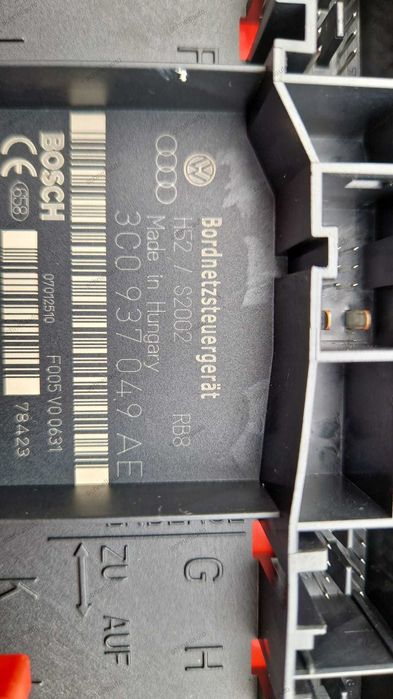 F
Bordnetzsteuergerät
H52 / S2002 RB8
Made in Hungary
3C0 937 049 AE
BOSCH
CE 658
07012510
F005 V00631
78423
ZU
AUF
G
H
K